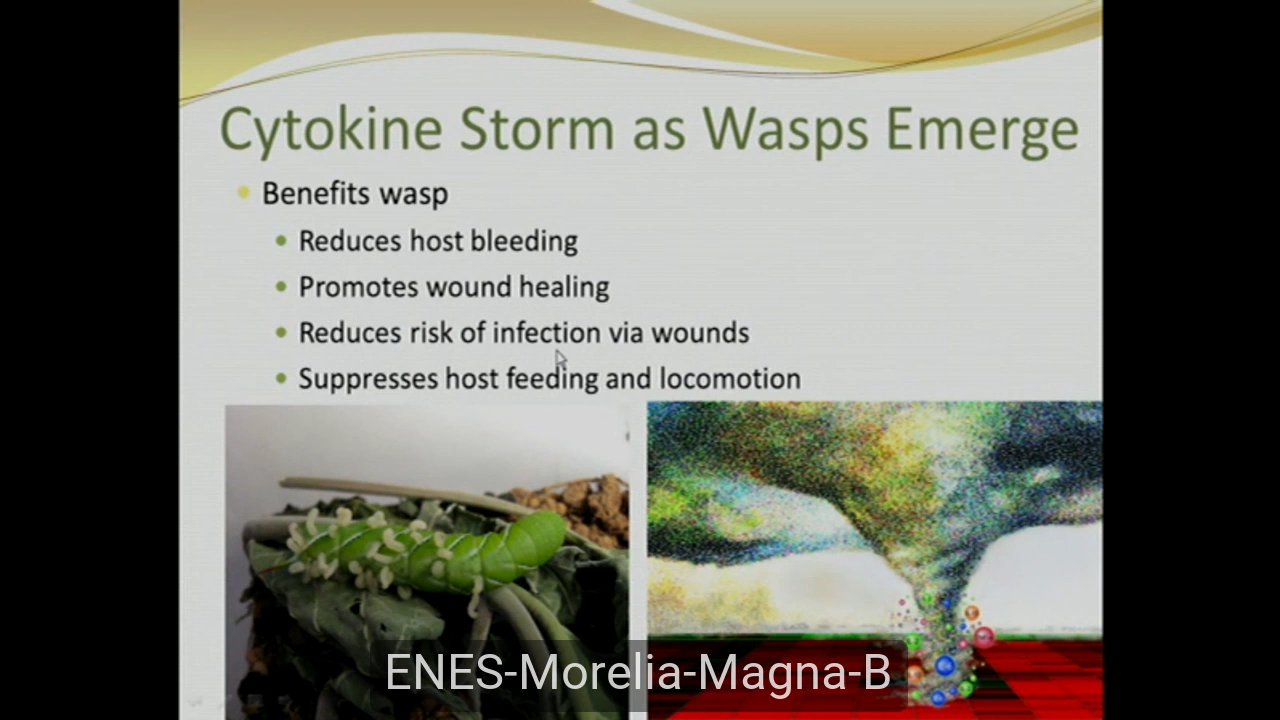 Cytokine Storm as Wasps Emerge
Benefits wasp
Reduces host bleeding
Promotes wound healing
Reduces risk of infection via wounds
Suppresses host feeding and locomotion
ENES-Morelia-Magna-B